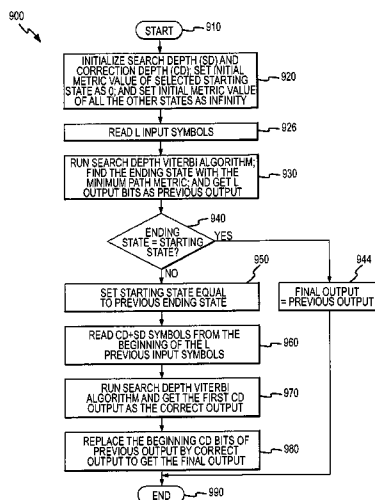 900
START
910
INITIALIZE SEARCH DEPTH (SD) AND
CORRECTION DEPTH (CD); SET INITIAL
METRIC VALUE OF SELECTED STARTING
STATE AS 0; AND SET INITIAL METRIC VALUE
OF ALL THE OTHER STATES AS INFINITY
920
READ L INPUT SYMBOLS
926
RUN SEARCH DEPTH VITERBI ALGORITHM;
FIND THE ENDING STATE WITH THE
MINIMUM PATH METRIC; AND GET L
OUTPUT BITS AS PREVIOUS OUTPUT
930
940
ENDING
STATE = STARTING
STATE?
YES
NO
950
944
SET STARTING STATE EQUAL
TO PREVIOUS ENDING STATE
FINAL OUTPUT
= PREVIOUS OUTPUT
READ CD+SD SYMBOLS FROM THE
BEGINNING OF THE L
PREVIOUS INPUT SYMBOLS
960
RUN SEARCH DEPTH VITERBI
ALGORITHM AND GET THE FIRST CD
OUTPUT AS THE CORRECT OUTPUT
970
REPLACE THE BEGINNING CD BITS OF
PREVIOUS OUTPUT BY CORRECT
OUTPUT TO GET THE FINAL OUTPUT
980
END
990